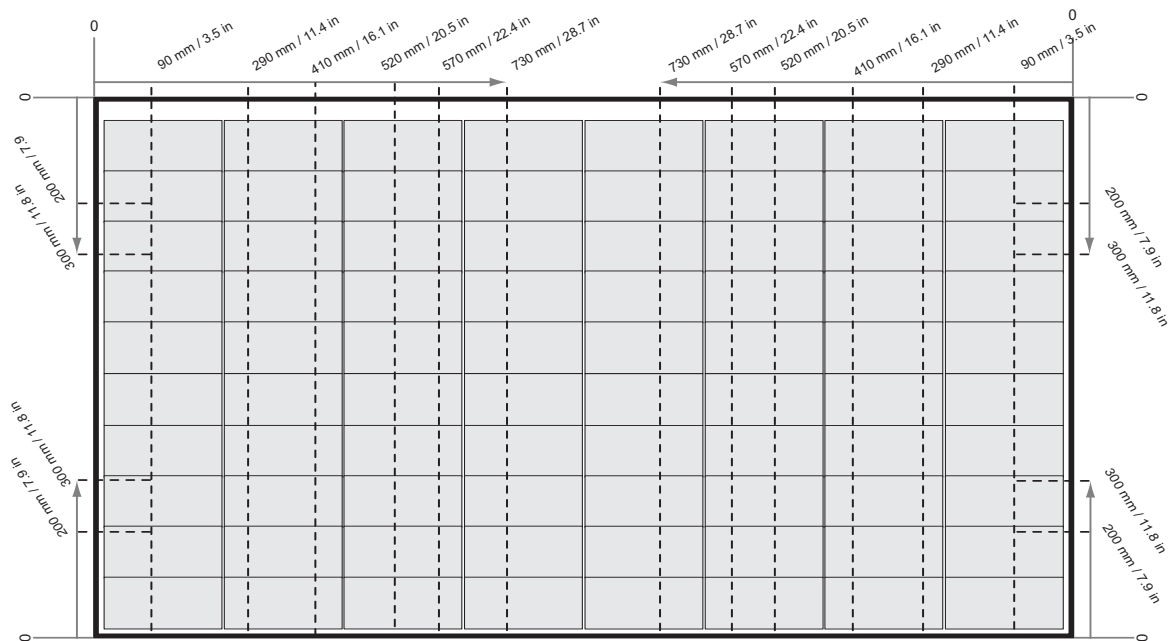 0
90 mm / 3.5 in
290 mm / 11.4 in
410 mm / 16.1 in
520 mm / 20.5 in
570 mm / 22.4 in
730 mm / 28.7 in
730 mm / 28.7 in
570 mm / 22.4 in
520 mm / 20.5 in
410 mm / 16.1 in
290 mm / 11.4 in
90 mm / 3.5 in
0
0
200 mm / 7.9
300 mm / 11.8 in
300 mm / 11.8 in
200 mm / 7.9 in
0
0
200 mm / 7.9 in
300 mm / 11.8 in
300 mm / 11.8 in
200 mm / 7.9 in
0